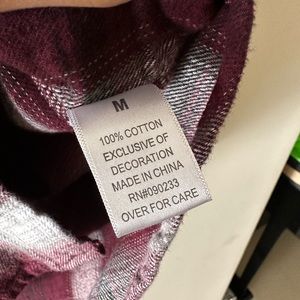 M
100% COTTON
EXCLUSIVE OF
DECORATION
MADE IN CHINA
RN#090233
OVER FOR CARE